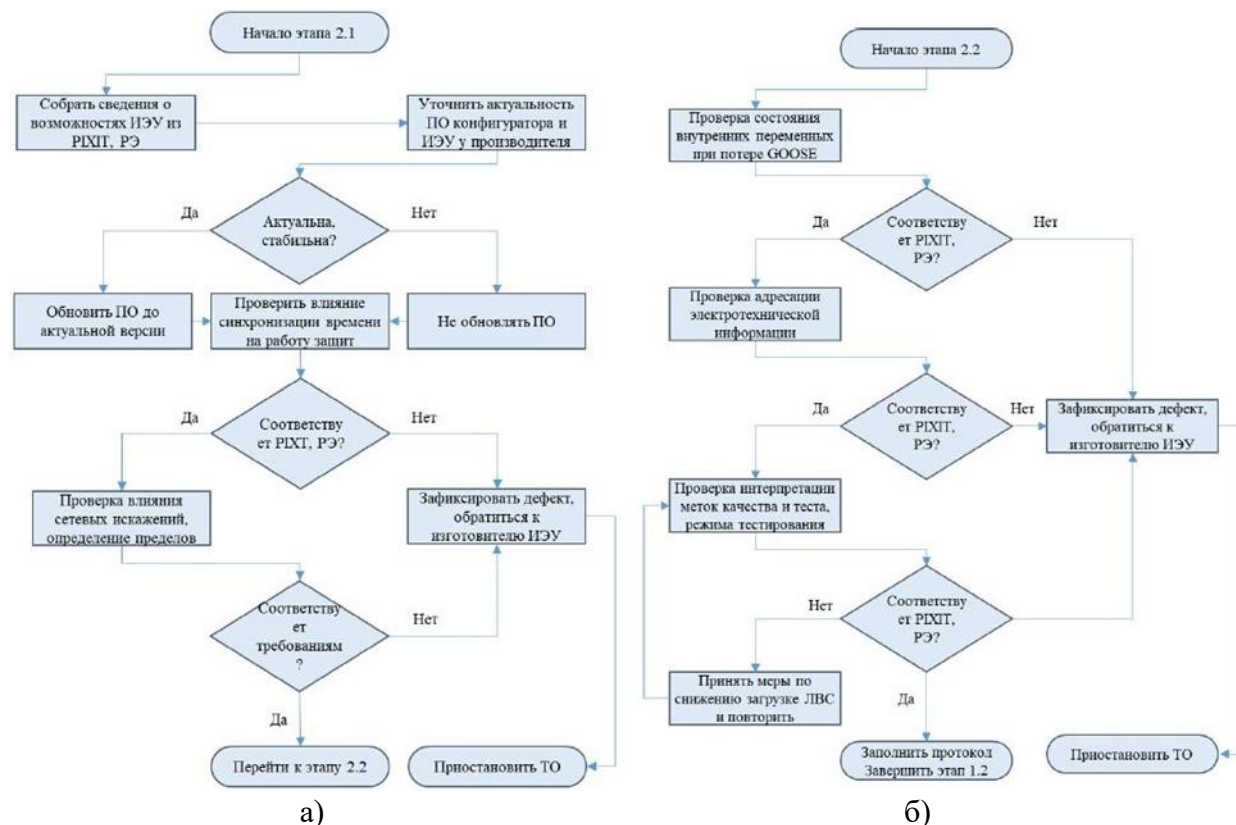 Начало этапа 2.1
Собрать сведения о
возможностях ИЭУ из
PIXIT, РЭ
Уточнить актуальность
ПО конфигуратора и
ИЭУ у производителя
Да
Актуальна,
стабильна?
Нет
Обновить ПО до
актуальной версии
Проверить влияние
синхронизации времени
на работу защит
Не обновлять ПО
Да
Соответству
ет PIXT, РЭ?
Нет
Проверка влияния
сетевых искажений,
определение пределов
Зафиксировать дефект,
обратиться к
изготовителю ИЭУ
Соответству
ет
требованиям
?
Нет
Да
Перейти к этапу 2.2
Приостановить ТО
а)
Начало этапа 2.2
Проверка состояния
внутренних переменных
при потере GOOSE
Да
Соответству
ет PIXIT,
РЭ?
Нет
Проверка адресации
электротехнической
информации
Да
Соответству
ет PIXIT,
РЭ?
Нет
Зафиксировать дефект,
обратиться к
изготовителю ИЭУ
Проверка интерпретации
меток качества и теста,
режима тестирования
Нет
Соответству
ет PIXIT,
РЭ?
Принять меры по
снижению загрузке ЛВС
и повторить
Да
Заполнить протокол
Завершить этап 1.2
Приостановить ТО
б)